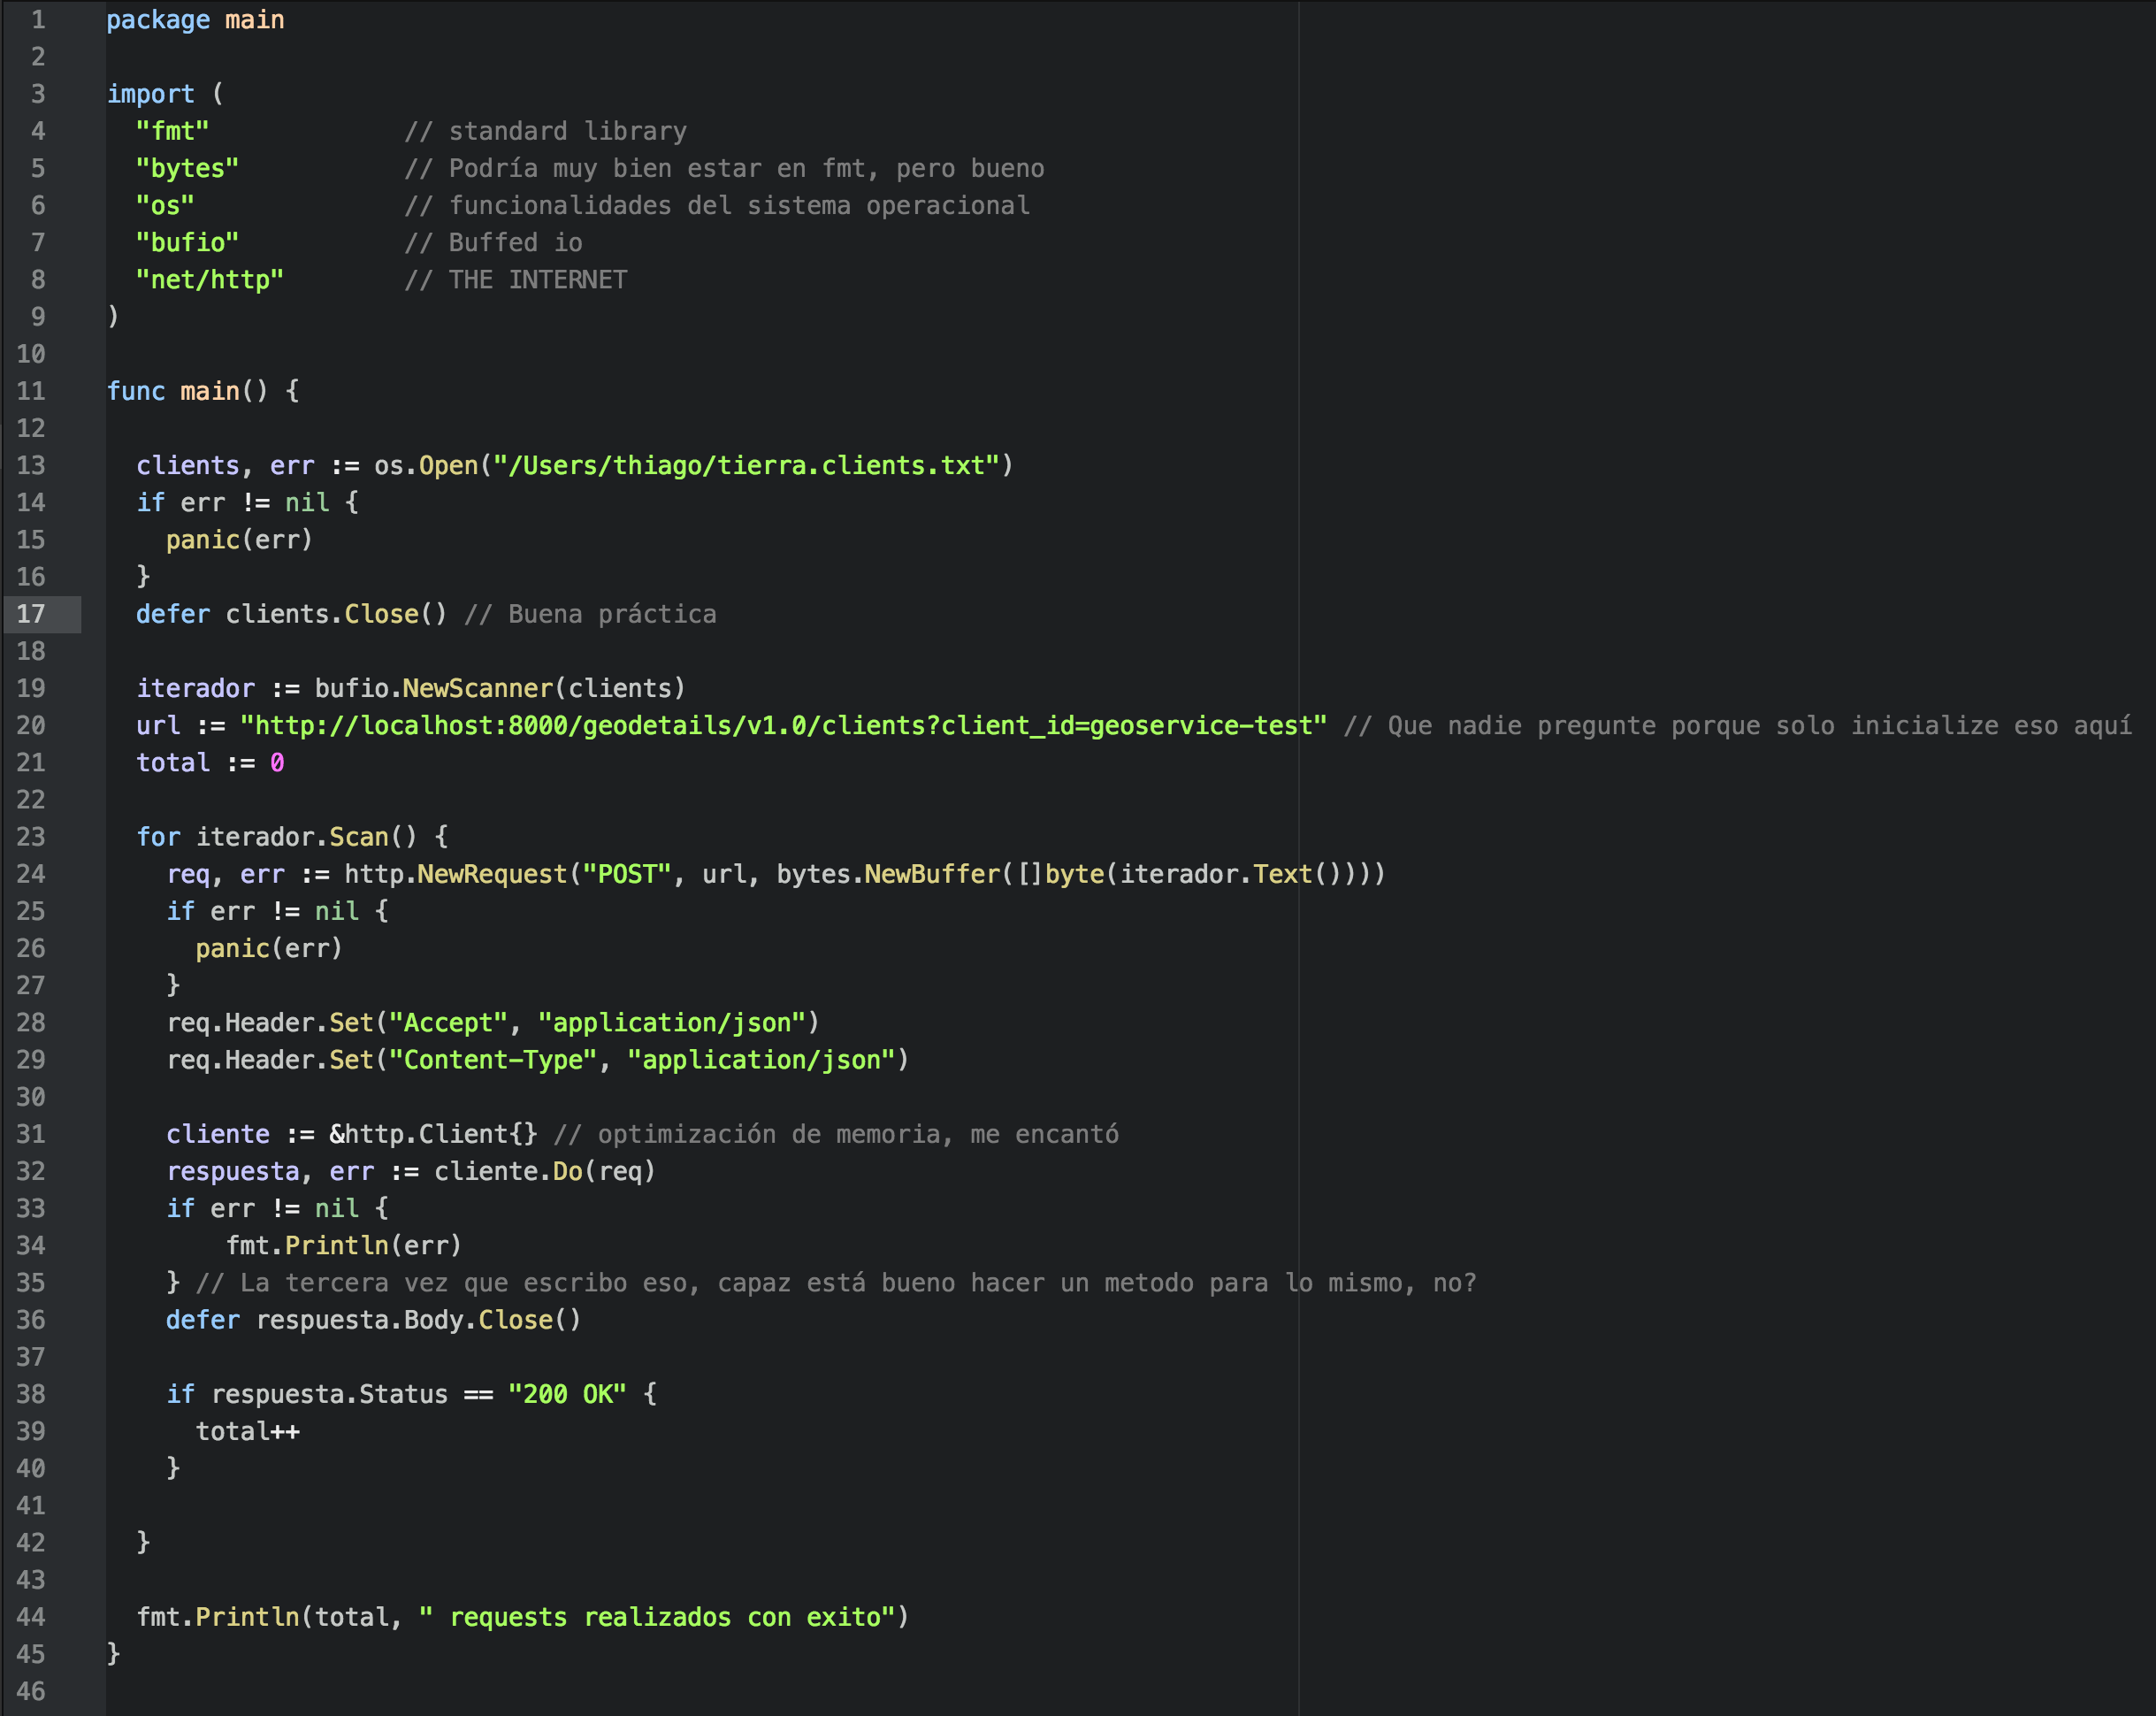 1 package main
2
3 import (
4 "fmt" // standard library
5 "bytes" // Podría muy bien estar en fmt, pero bueno
6 "os" // funcionalidades del sistema operacional
7 "bufio" // Buffed io
8 "net/http" // THE INTERNET
9 )
10
11 func main() {
12
13 clients, err := os.Open("/Users/thiago/tierra.clients.txt")
14 if err != nil {
15 panic(err)
16 }
17 defer clients.Close() // Buena práctica
18
19 iterador := bufio.NewScanner(clients)
20 url := "http://localhost:8000/geodetails/v1.0/clients?client_id=geoservice-test" // Que nadie pregunte porque solo inicialize eso aquí
21 total := 0
22
23 for iterador.Scan() {
24 req, err := http.NewRequest("POST", url, bytes.NewBuffer([]byte(iterador.Text())))
25 if err != nil {
26 panic(err)
27 }
28 req.Header.Set("Accept", "application/json")
29 req.Header.Set("Content-Type", "application/json")
30
31 cliente := &http.Client{} // optimización de memoria, me encantó
32 respuesta, err := cliente.Do(req)
33 if err != nil {
34 fmt.Println(err)
35 } // La tercera vez que escribo eso, capaz está bueno hacer un metodo para lo mismo, no?
36 defer respuesta.Body.Close()
37
38 if respuesta.Status == "200 OK" {
39 total++
40 }
41
42 }
43
44 fmt.Println(total, " requests realizados con exito")
45 }
46